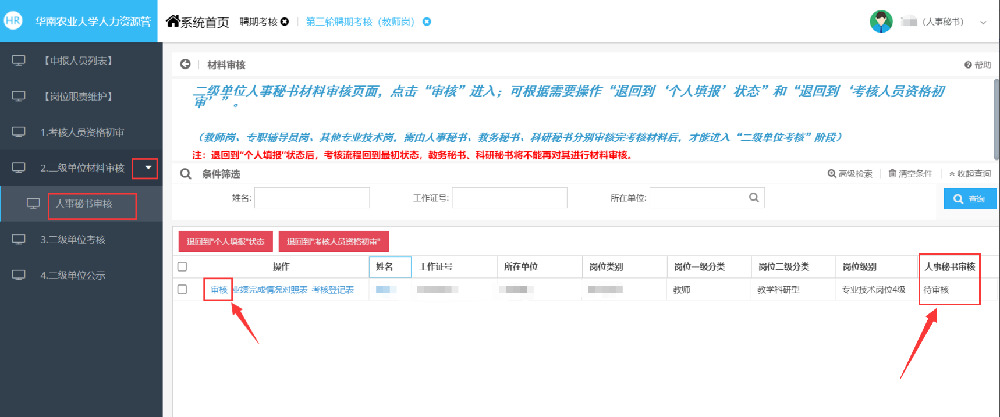 HR 华南农业大学人力资源管
系统首页 聘期考核 第三轮聘期考核（教师岗）
（人事秘书）
【申报人员列表】
【岗位职责维护】
1.考核人员资格初审
2.二级单位材料审核
人事秘书审核
3.二级单位考核
4.二级单位公示
材料审核
帮助
二级单位人事秘书材料审核页面，点击“审核”进入；可根据需要操作“退回到‘个人填报’状态”和“退回到‘考核人员资格初
审’”。
（教师岗、专职辅导员岗、其他专业技术岗，需由人事秘书、教务秘书、科研秘书分别审核完考核材料后，才能进入“二级单位考核”阶段）
注：退回到“个人填报”状态后，考核流程回到最初状态，教务秘书、科研秘书将不能再对其进行材料审核。
条件筛选
高级检索 清空条件 收起查询
姓名: 工作证号: 所在单位: 查询
退回到"个人填报"状态 退回到"考核人员资格初审"
操作 姓名 工作证号 所在单位 岗位类别 岗位一级分类 岗位二级分类 岗位级别 人事秘书审核
审核 业绩完成情况对照表 考核登记表 教师 教学科研型 专业技术岗位4级 待审核